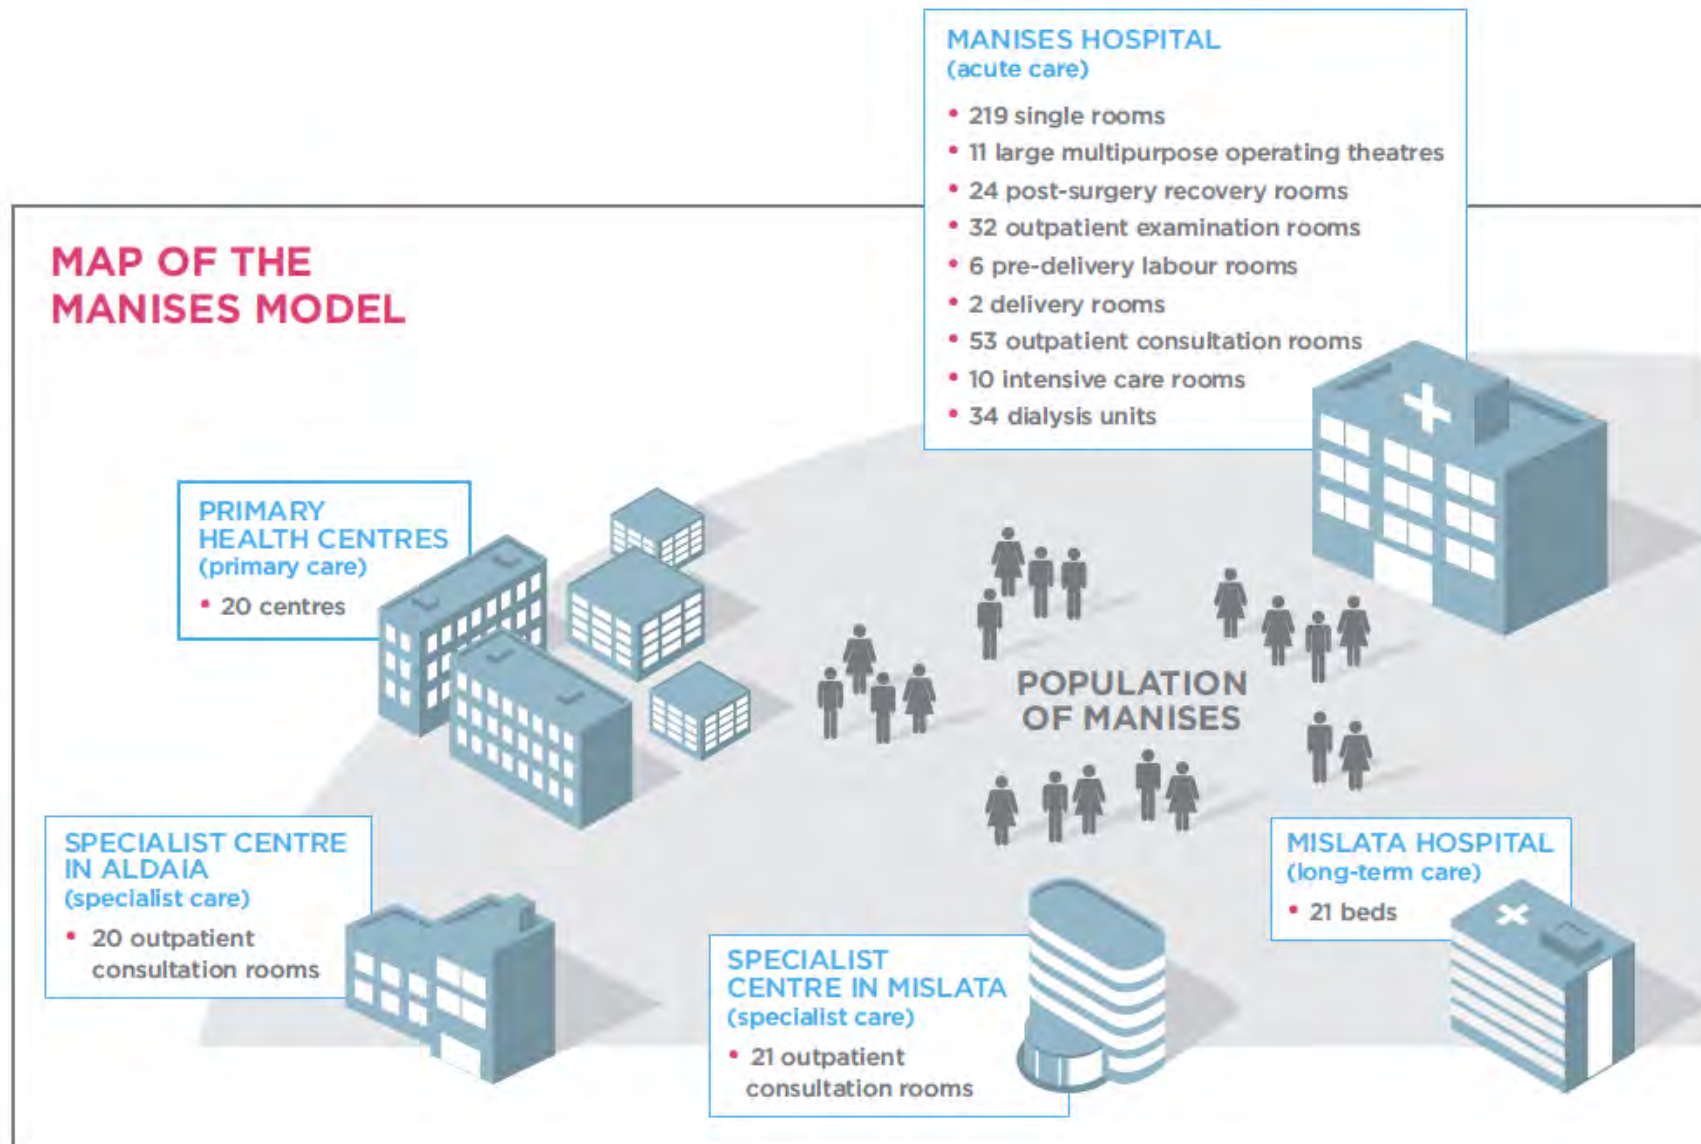 MANISES HOSPITAL
(acute care)
• 219 single rooms
• 11 large multipurpose operating theatres
• 24 post-surgery recovery rooms
• 32 outpatient examination rooms
• 6 pre-delivery labour rooms
• 2 delivery rooms
• 53 outpatient consultation rooms
• 10 intensive care rooms
• 34 dialysis units
MAP OF THE
MANISES MODEL
PRIMARY
HEALTH CENTRES
(primary care)
• 20 centres
POPULATION
OF MANISES
SPECIALIST CENTRE
IN ALDAIA
(specialist care)
• 20 outpatient
consultation rooms
SPECIALIST
CENTRE IN MISLATA
(specialist care)
• 21 outpatient
consultation rooms
MISLATA HOSPITAL
(long-term care)
• 21 beds